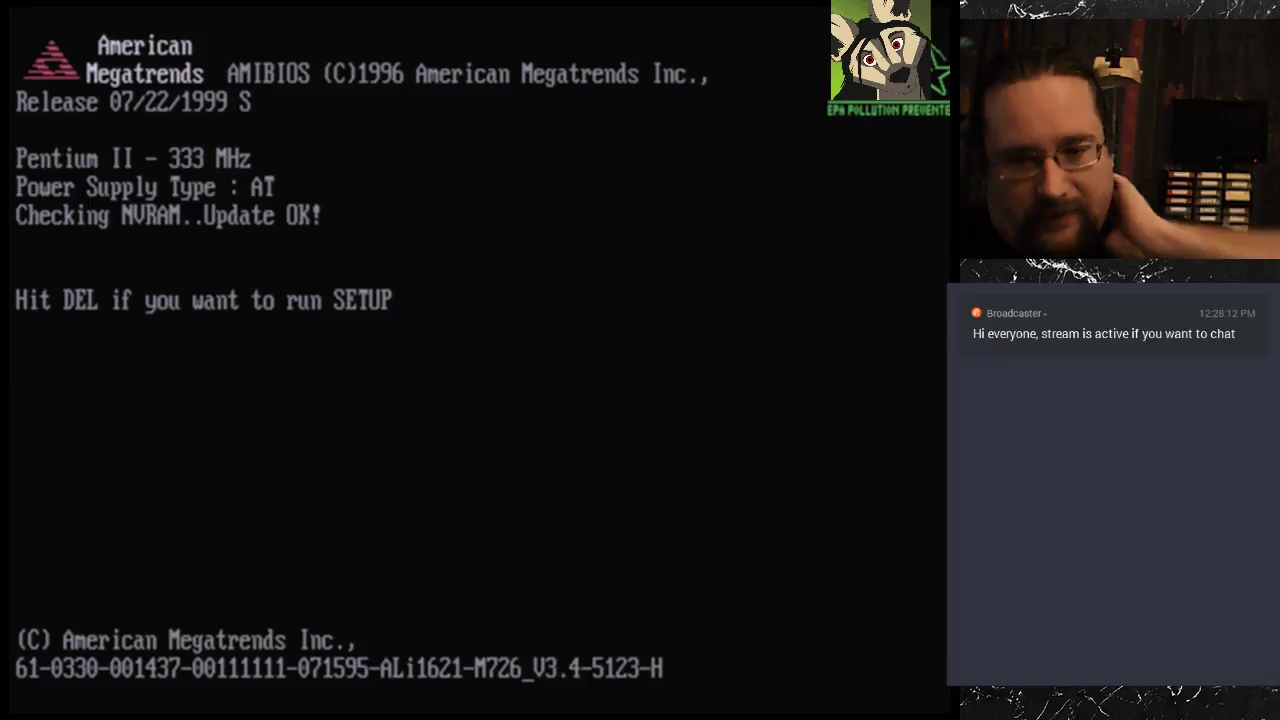 American
Megatrends AMIBIOS (C)1996 American Megatrends Inc.,
Release 07/22/1999 S
EPA POLLUTION PREVENTE
Pentium II - 333 MHz
Power Supply Type : AT
Checking NVRAM..Update OK!
Hit DEL if you want to run SETUP
Broadcaster 12:28:12 PM
Hi everyone, stream is active if you want to chat
(C) American Megatrends Inc.,
61-0330-001437-00111111-071595-ALi1621-M726_V3.4-5123-H